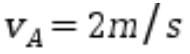 v_A = 2m/s